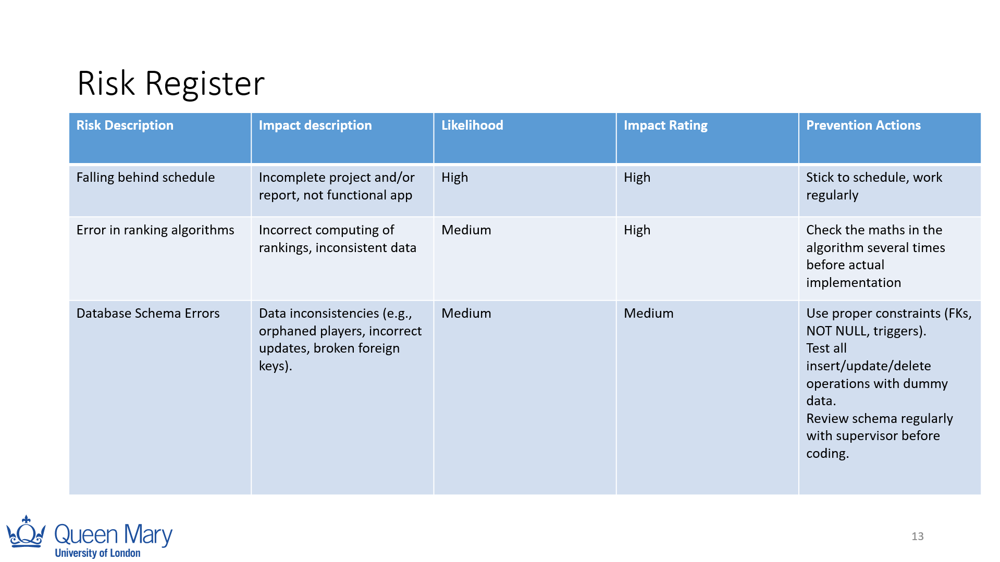 Risk Register
Risk Description
Impact description
Likelihood
Impact Rating
Prevention Actions
Falling behind schedule
Incomplete project and/or
report, not functional app
High
High
Stick to schedule, work
regularly
Error in ranking algorithms
Incorrect computing of
rankings, inconsistent data
Medium
High
Check the maths in the
algorithm several times
before actual
implementation
Database Schema Errors
Data inconsistencies (e.g.,
orphaned players, incorrect
updates, broken foreign
keys).
Medium
Medium
Use proper constraints (FKs,
NOT NULL, triggers).
Test all
insert/update/delete
operations with dummy
data.
Review schema regularly
with supervisor before
coding.
Queen Mary
University of London
13